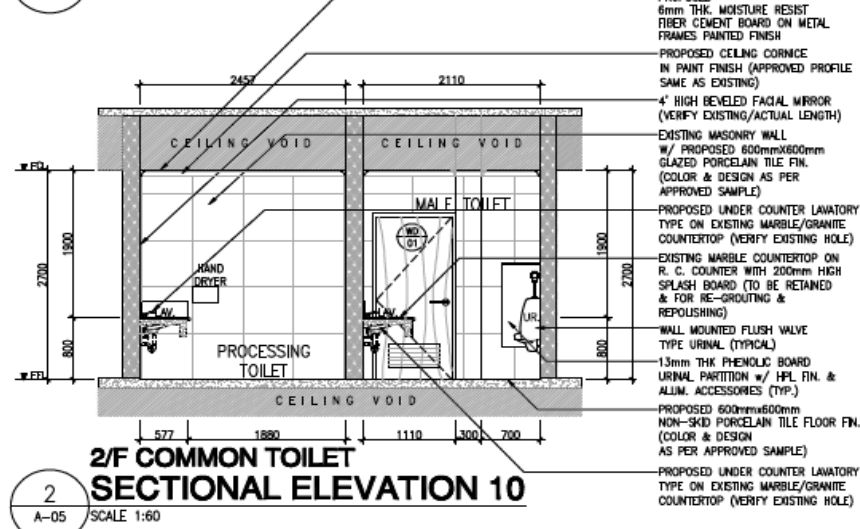 PROPOSED
6mm THK. MOISTURE RESIST
FIBER CEMENT BOARD ON METAL
FRAMES PAINTED FINISH
PROPOSED CEILING CORNICE
IN PAINT FINISH (APPROVED PROFILE
SAME AS EXISTING)
4' HIGH BEVELED FACIAL MIRROR
(VERIFY EXISTING/ACTUAL LENGTH)
EXISTING MASONRY WALL
W/ PROPOSED 600mmX600mm
GLAZED PORCELAIN TILE FIN.
(COLOR & DESIGN AS PER
APPROVED SAMPLE)
PROPOSED UNDER COUNTER LAVATORY
TYPE ON EXISTING MARBLE/GRANITE
COUNTERTOP (VERIFY EXISTING HOLE)
EXISTING MARBLE COUNTERTOP ON
R. C. COUNTER WITH 200mm HIGH
SPLASH BOARD (TO BE RETAINED
& FOR RE-GROUTING &
REPOLISHING)
WALL MOUNTED FLUSH VALVE
TYPE URINAL (TYPICAL)
13mm THK PHENOLIC BOARD
URINAL PARTITION w/ HPL FIN. &
ALUM. ACCESSORIES (TYP.)
PROPOSED 600mmx600mm
NON-SKID PORCELAIN TILE FLOOR FIN.
(COLOR & DESIGN
AS PER APPROVED SAMPLE)
PROPOSED UNDER COUNTER LAVATORY
TYPE ON EXISTING MARBLE/GRANITE
COUNTERTOP (VERIFY EXISTING HOLE)
2457
2110
CEILING VOID
CEILING VOID
MALE TOILET
WD
01
1900
2700
800
HAND
DRYER
LAV.
LAV.
UR.
1900
2700
800
PROCESSING
TOILET
FFL
CEILING VOID
577
1880
1110
300
700
2/F COMMON TOILET
SECTIONAL ELEVATION 10
2
A-05
SCALE 1:60